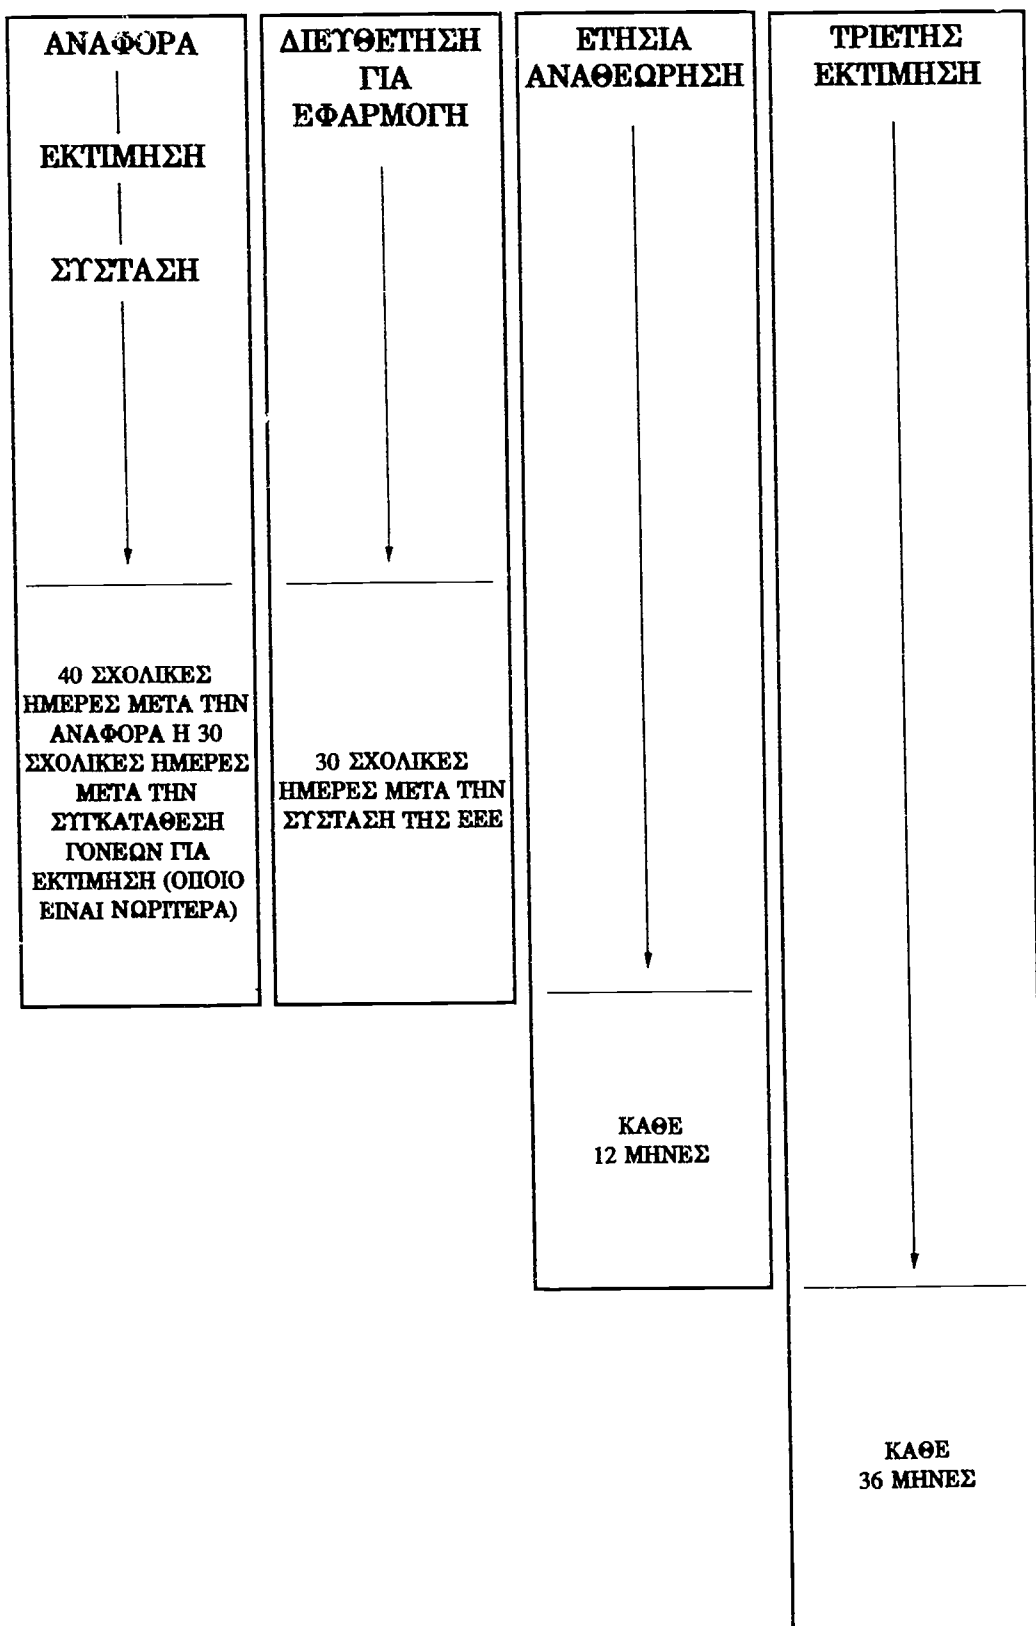 ΑΝΑΦΟΡΑ
ΕΚΤΙΜΗΣΗ
ΣΥΣΤΑΣΗ
40 ΣΧΟΛΙΚΕΣ
ΗΜΕΡΕΣ ΜΕΤΑ ΤΗΝ
ΑΝΑΦΟΡΑ Η 30
ΣΧΟΛΙΚΕΣ ΗΜΕΡΕΣ
ΜΕΤΑ ΤΗΝ
ΣΥΓΚΑΤΑΘΕΣΗ
ΓΟΝΕΩΝ ΓΙΑ
ΕΚΤΙΜΗΣΗ (ΟΠΟΙΟ
ΕΙΝΑΙ ΝΩΡΙΤΕΡΑ)
ΔΙΕΥΘΕΤΗΣΗ
ΓΙΑ
ΕΦΑΡΜΟΓΗ
30 ΣΧΟΛΙΚΕΣ
ΗΜΕΡΕΣ ΜΕΤΑ ΤΗΝ
ΣΥΣΤΑΣΗ ΤΗΣ ΕΕΕ
ΕΤΗΣΙΑ
ΑΝΑΘΕΩΡΗΣΗ
ΚΑΘΕ
12 ΜΗΝΕΣ
ΤΡΙΕΤΗΣ
ΕΚΤΙΜΗΣΗ
ΚΑΘΕ
36 ΜΗΝΕΣ